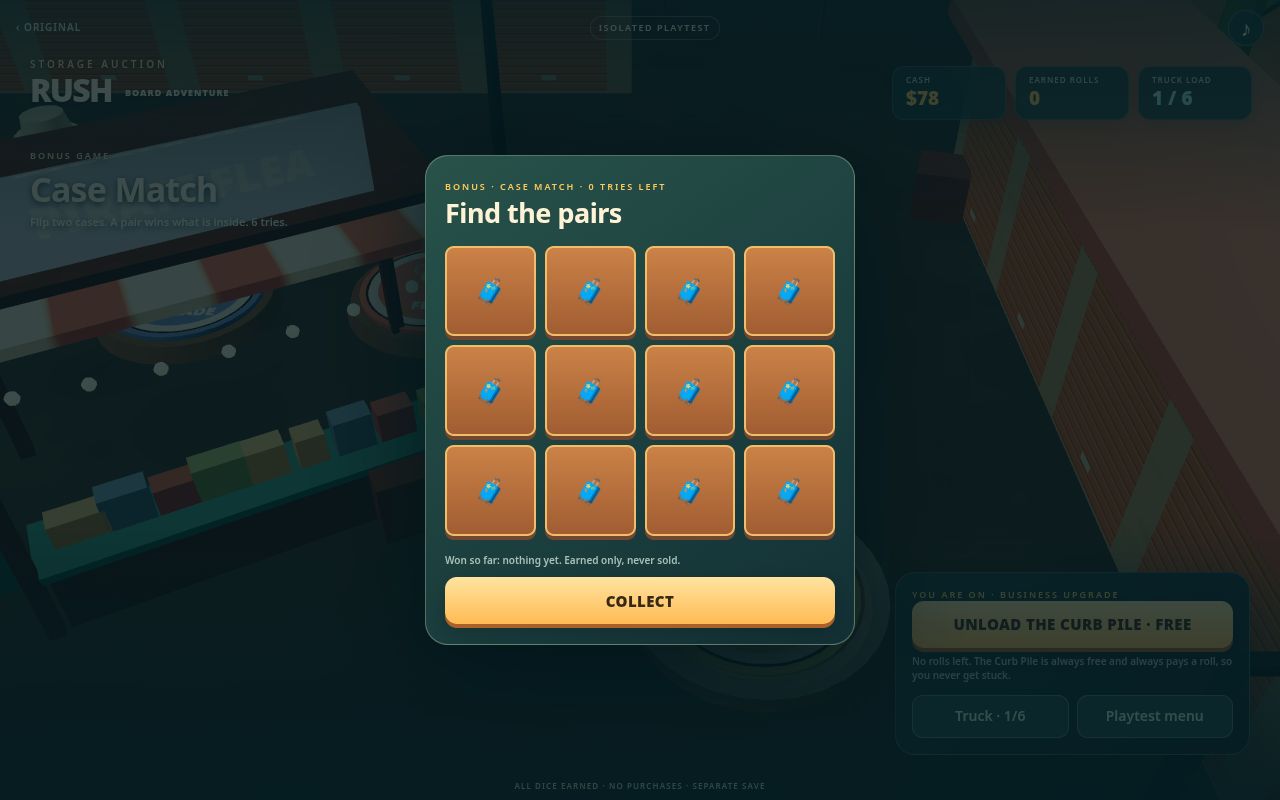 ‹ ORIGINAL
ISOLATED PLAYTEST
STORAGE AUCTION
RUSH BOARD ADVENTURE
CASH
$78
EARNED ROLLS
0
TRUCK LOAD
1 / 6
BONUS GAME
Case Match
Flip two cases. A pair wins what is inside. 6 tries.
FLEA
BONUS · CASE MATCH · 0 TRIES LEFT
Find the pairs
Won so far: nothing yet. Earned only, never sold.
COLLECT
YOU ARE ON · BUSINESS UPGRADE
UNLOAD THE CURB PILE · FREE
No rolls left. The Curb Pile is always free and always pays a roll, so
you never get stuck.
Truck · 1/6
Playtest menu
ALL DICE EARNED · NO PURCHASES · SEPARATE SAVE